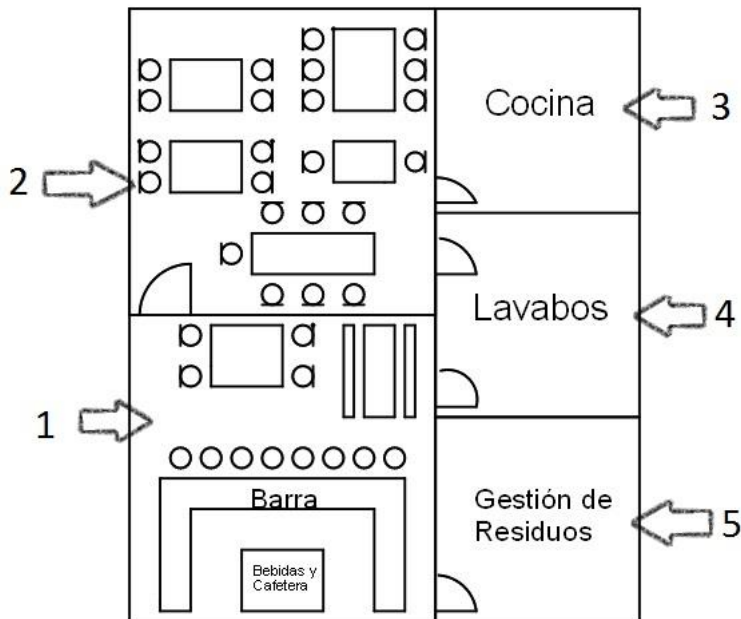 Cocina
3
2
Lavabos
4
1
Barra
Gestión de
Residuos
5
Bebidas y
Cafetera